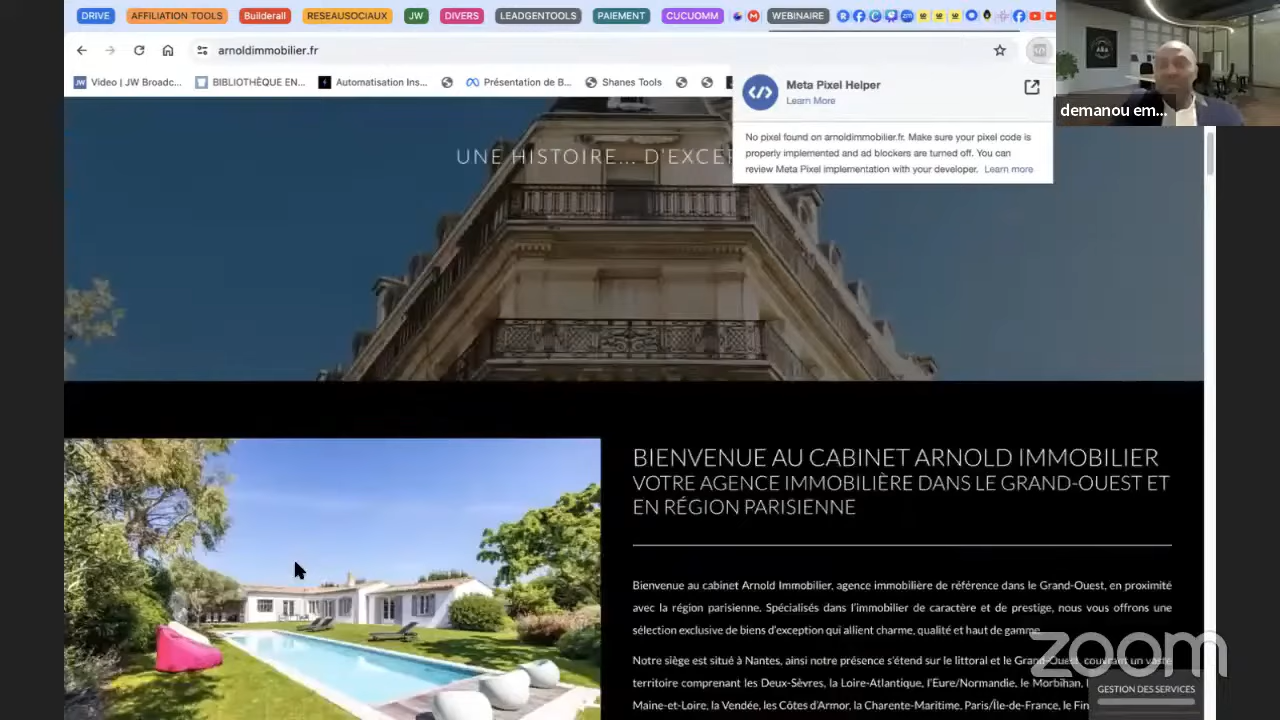 DRIVE AFFILIATION TOOLS Builderall RESEAUSOCIAUX JW DIVERS LEADGENTOOLS PAIEMENT CUCUOMM WEBINAIRE
arnoldimmobilier.fr
Video | JW Broadc... BIBLIOTHÈQUE EN... Automatisation Ins... Présentation de B... Shanes Tools
Meta Pixel Helper
Learn More
No pixel found on arnoldimmobilier.fr. Make sure your pixel code is
properly implemented and ad blockers are turned off. You can
review Meta Pixel implementation with your developer. Learn more
demanou em...
UNE HISTOIRE... D'EXCEP
BIENVENUE AU CABINET ARNOLD IMMOBILIER
VOTRE AGENCE IMMOBILIÈRE DANS LE GRAND-OUEST ET
EN RÉGION PARISIENNE
Bienvenue au cabinet Arnold Immobilier, agence immobilière de référence dans le Grand-Ouest, en proximité
avec la région parisienne. Spécialisés dans l'immobilier de caractère et de prestige, nous vous offrons une
sélection exclusive de biens d'exception qui allient charme, qualité et haut de gamme.
Notre siège est situé à Nantes, ainsi notre présence s'étend sur le littoral et le Grand-Ouest, couvrant un vaste
territoire comprenant les Deux-Sèvres, la Loire-Atlantique, l'Eure/Normandie, le Morbihan,
Maine-et-Loire, la Vendée, les Côtes d'Armor, la Charente-Maritime, Paris/Île-de-France, le Fin
zoom
GESTION DES SERVICES